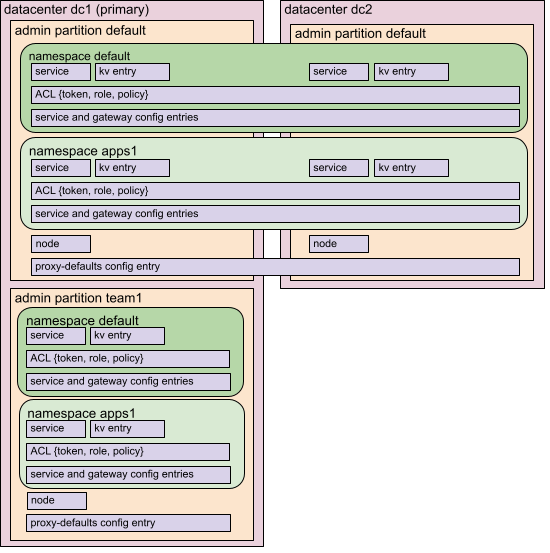 datacenter dc1 (primary)
datacenter dc2
admin partition default
admin partition default
namespace default
service
kv entry
service
kv entry
ACL {token, role, policy}
service and gateway config entries
namespace apps1
service
kv entry
service
kv entry
ACL {token, role, policy}
service and gateway config entries
node
node
proxy-defaults config entry
admin partition team1
namespace default
service
kv entry
ACL {token, role, policy}
service and gateway config entries
namespace apps1
service
kv entry
ACL {token, role, policy}
service and gateway config entries
node
proxy-defaults config entry